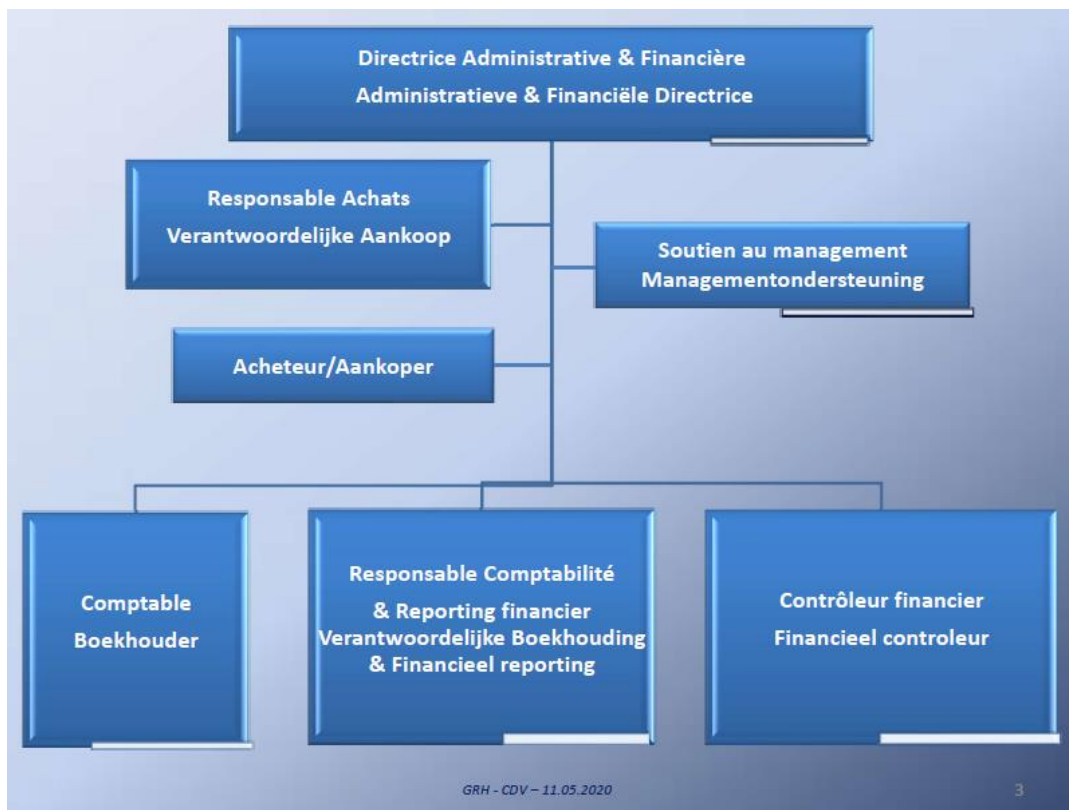 Directrice Administrative & Financière
Administratieve & Financiële Directrice
Responsable Achats
Verantwoordelijke Aankoop
Soutien au management
Managementondersteuning
Acheteur/Aankoper
Comptable
Boekhouder
Responsable Comptabilité
& Reporting financier
Verantwoordelijke Boekhouding
& Financieel reporting
Contrôleur financier
Financieel controleur
GRH - CDV – 11.05.2020
3